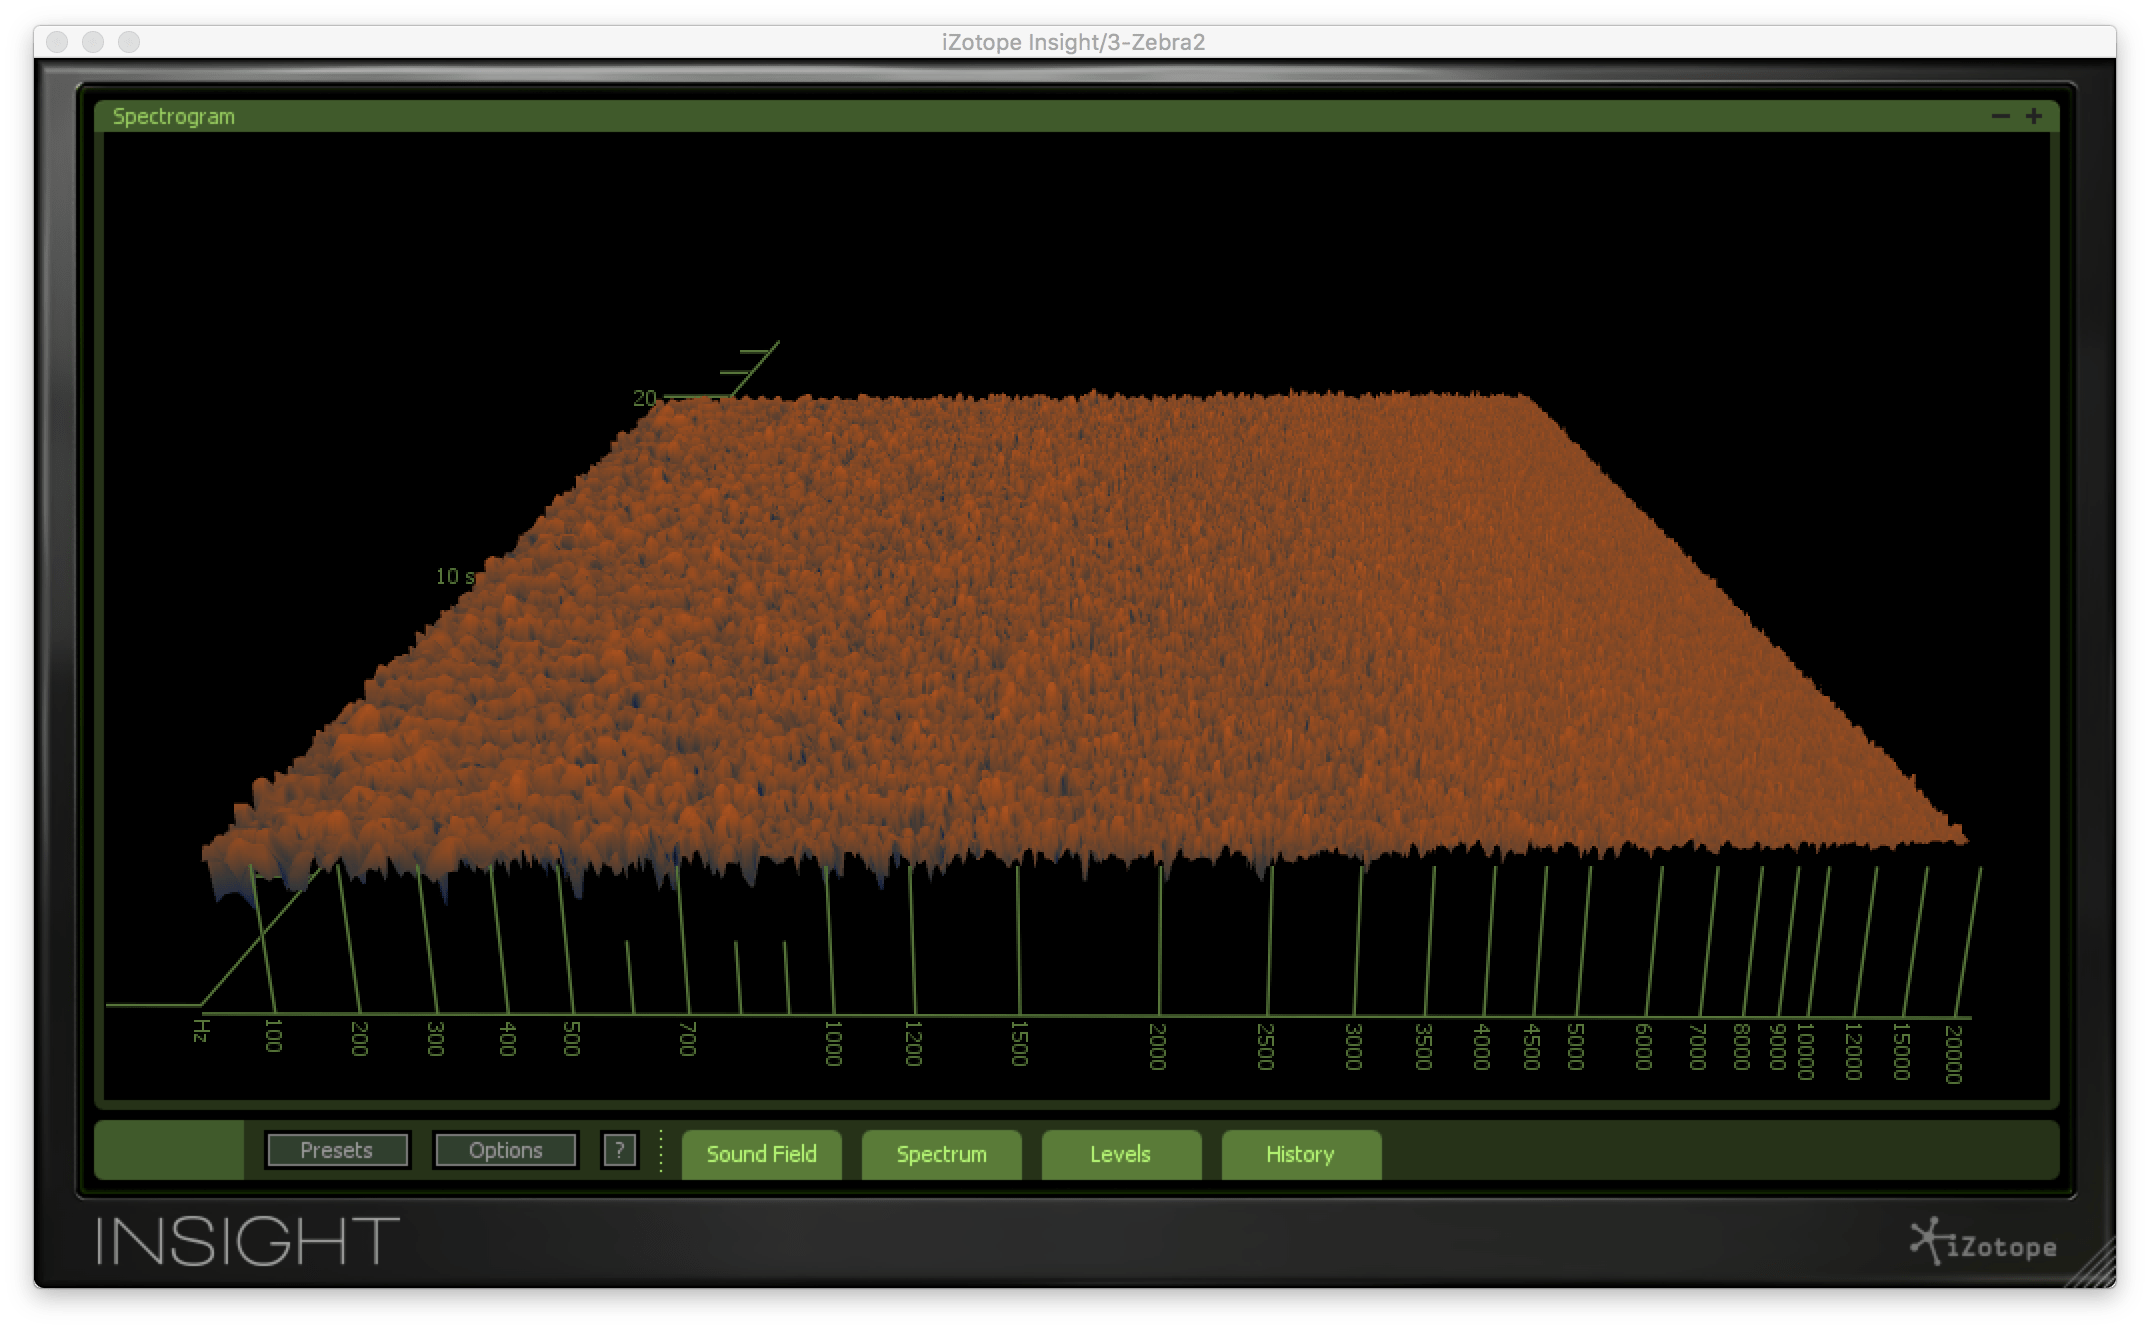 iZotope Insight/3-Zebra2
Spectrogram
20
10 s
Hz 100 200 300 400 500 700 1000 1200 1500 2000 2500 3000 3500 4000 4500 5000 6000 7000 8000 9000 10000 12000 15000 20000
Presets Options ? Sound Field Spectrum Levels History
INSIGHT iZotope